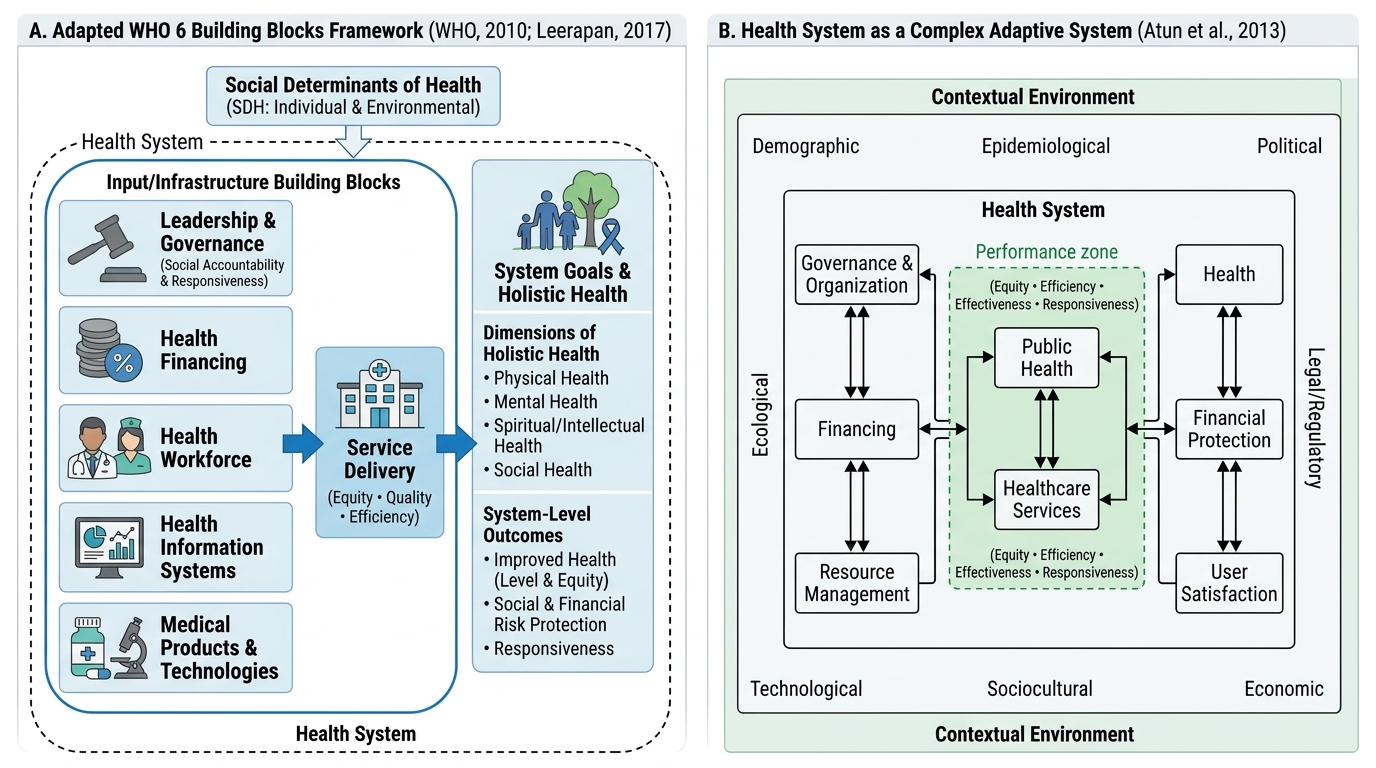 A. Adapted WHO 6 Building Blocks Framework (WHO, 2010; Leerapan, 2017)
Social Determinants of Health
(SDH: Individual & Environmental)
Health System
Input/Infrastructure Building Blocks
Leadership &
Governance
(Social Accountability
& Responsiveness)
Health
Financing
%
Health
Workforce
Health
Information
Systems
Medical
Products &
Technologies
Service
Delivery
(Equity • Quality
• Efficiency)
System Goals &
Holistic Health
Dimensions of
Holistic Health
• Physical Health
• Mental Health
• Spiritual/Intellectual
Health
• Social Health
System-Level
Outcomes
• Improved Health
(Level & Equity)
• Social & Financial
Risk Protection
• Responsiveness
Health System
B. Health System as a Complex Adaptive System (Atun et al., 2013)
Contextual Environment
Demographic
Epidemiological
Political
Health System
Performance zone
Governance &
Organization
(Equity • Efficiency •
Effectiveness • Responsiveness)
Health
Public
Health
Ecological
Financing
Financial
Protection
Legal/Regulatory
Healthcare
Services
(Equity • Efficiency •
Effectiveness • Responsiveness)
Resource
Management
User
Satisfaction
Technological
Sociocultural
Economic
Contextual Environment